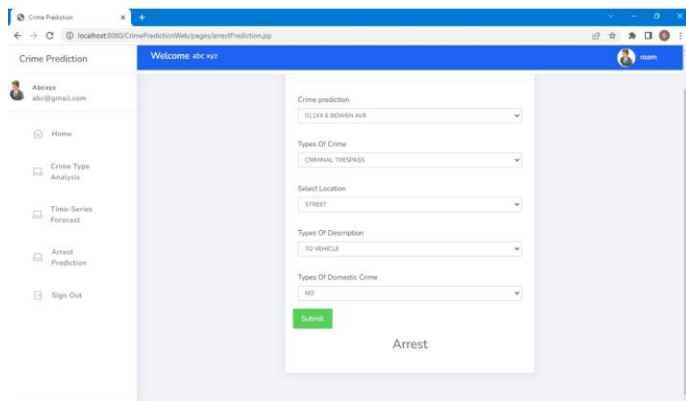 Crime Prediction
localhost:8080/CrimePredictionWeb/pages/arrestPrediction.jsp
Crime Prediction
Welcome abc xyz
roam
Abcxyz
abc@gmail.com
Home
Crime Type
Analysis
Time-Series
Forecast
Arrest
Prediction
Sign Out
Crime prediction
011XX E BOWEN AVE
Types Of Crime
CRIMINAL TRESPASS
Select Location
STREET
Types Of Description
TO VEHICLE
Types Of Domestic Crime
NO
Submit
Arrest